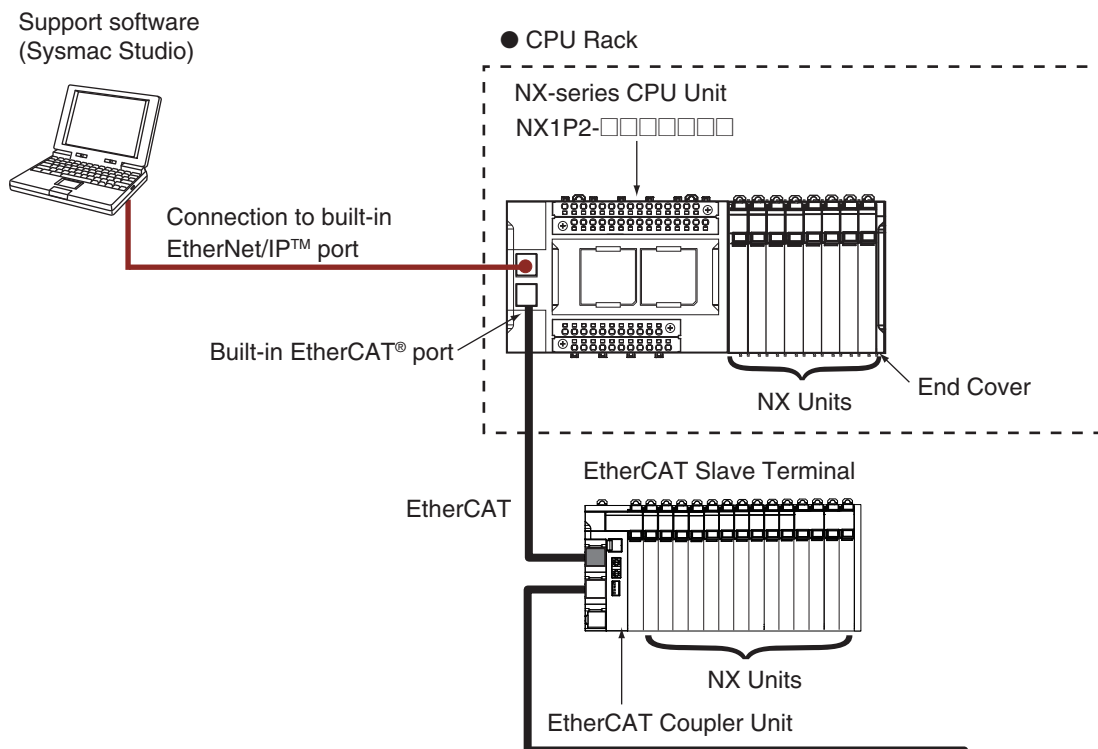 Support software
(Sysmac Studio)
● CPU Rack
NX-series CPU Unit
NX1P2-□□□□□□□
Connection to built-in
EtherNet/IP™ port
Built-in EtherCAT® port
End Cover
NX Units
EtherCAT Slave Terminal
EtherCAT
NX Units
EtherCAT Coupler Unit